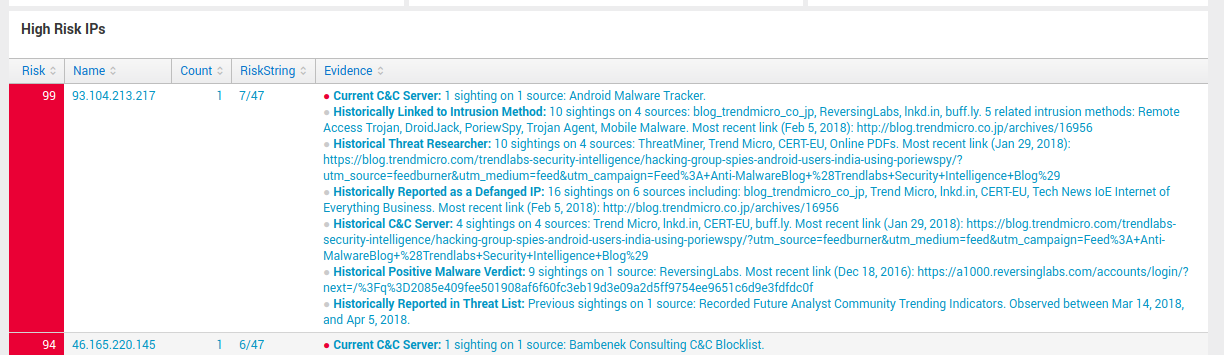 High Risk IPs
Risk Name Count RiskString Evidence
99 93.104.213.217 1 7/47 Current C&C Server: 1 sighting on 1 source: Android Malware Tracker.
Historically Linked to Intrusion Method: 10 sightings on 4 sources: blog_trendmicro_co_jp, ReversingLabs, lnkd.in, buff.ly. 5 related intrusion methods: Remote
Access Trojan, DroidJack, PoriewSpy, Trojan Agent, Mobile Malware. Most recent link (Feb 5, 2018): http://blog.trendmicro.co.jp/archives/16956
Historical Threat Researcher: 10 sightings on 4 sources: ThreatMiner, Trend Micro, CERT-EU, Online PDFs. Most recent link (Jan 29, 2018):
https://blog.trendmicro.com/trendlabs-security-intelligence/hacking-group-spies-android-users-india-using-poriewspy/?
utm_source=feedburner&utm_medium=feed&utm_campaign=Feed%3A+Anti-MalwareBlog+%28Trendlabs+Security+Intelligence+Blog%29
Historically Reported as a Defanged IP: 16 sightings on 6 sources including: blog_trendmicro_co_jp, Trend Micro, lnkd.in, CERT-EU, Tech News IoE Internet of
Everything Business. Most recent link (Feb 5, 2018): http://blog.trendmicro.co.jp/archives/16956
Historical C&C Server: 4 sightings on 4 sources: Trend Micro, lnkd.in, CERT-EU, buff.ly. Most recent link (Jan 29, 2018): https://blog.trendmicro.com/trendlabs-
security-intelligence/hacking-group-spies-android-users-india-using-poriewspy/?utm_source=feedburner&utm_medium=feed&utm_campaign=Feed%3A+Anti-
MalwareBlog+%28Trendlabs+Security+Intelligence+Blog%29
Historical Positive Malware Verdict: 9 sightings on 1 source: ReversingLabs. Most recent link (Dec 18, 2016): https://a1000.reversinglabs.com/accounts/login/?
next=/%3Fq%3D2085e409fee501908af6f60fc3eb19d3e09a2d5ff9754ee9651c6d9e3fdfdc0f
Historically Reported in Threat List: Previous sightings on 1 source: Recorded Future Analyst Community Trending Indicators. Observed between Mar 14, 2018,
and Apr 5, 2018.
94 46.165.220.145 1 6/47 Current C&C Server: 1 sighting on 1 source: Bambenek Consulting C&C Blocklist.